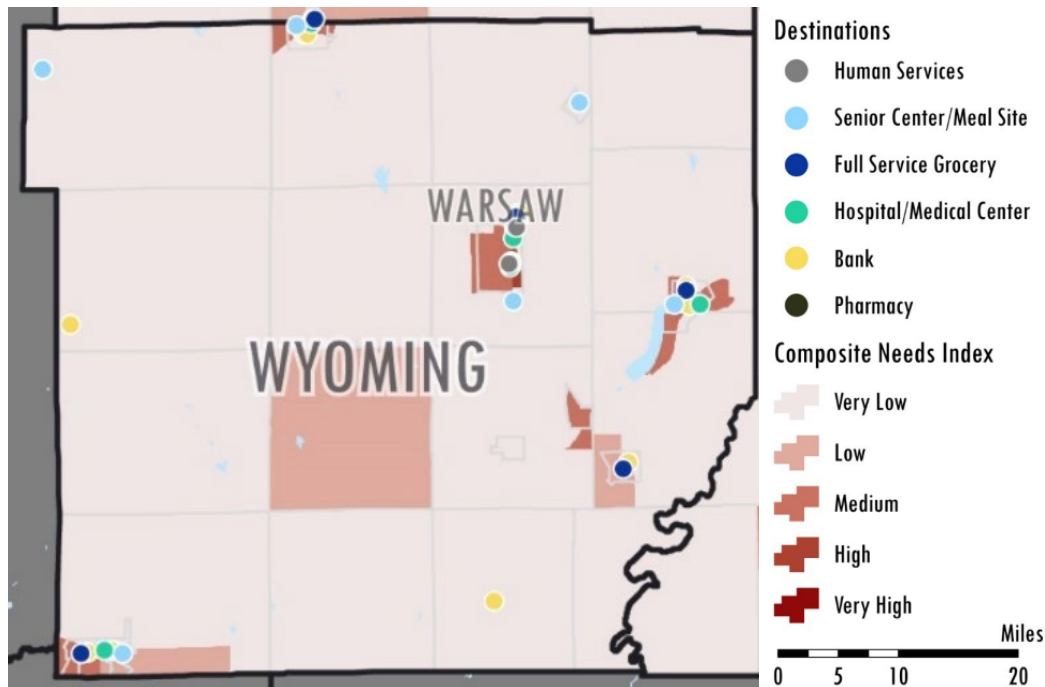 WARSAW
WYOMING
Destinations
Human Services
Senior Center/Meal Site
Full Service Grocery
Hospital/Medical Center
Bank
Pharmacy
Composite Needs Index
Very Low
Low
Medium
High
Very High
Miles
0 5 10 20